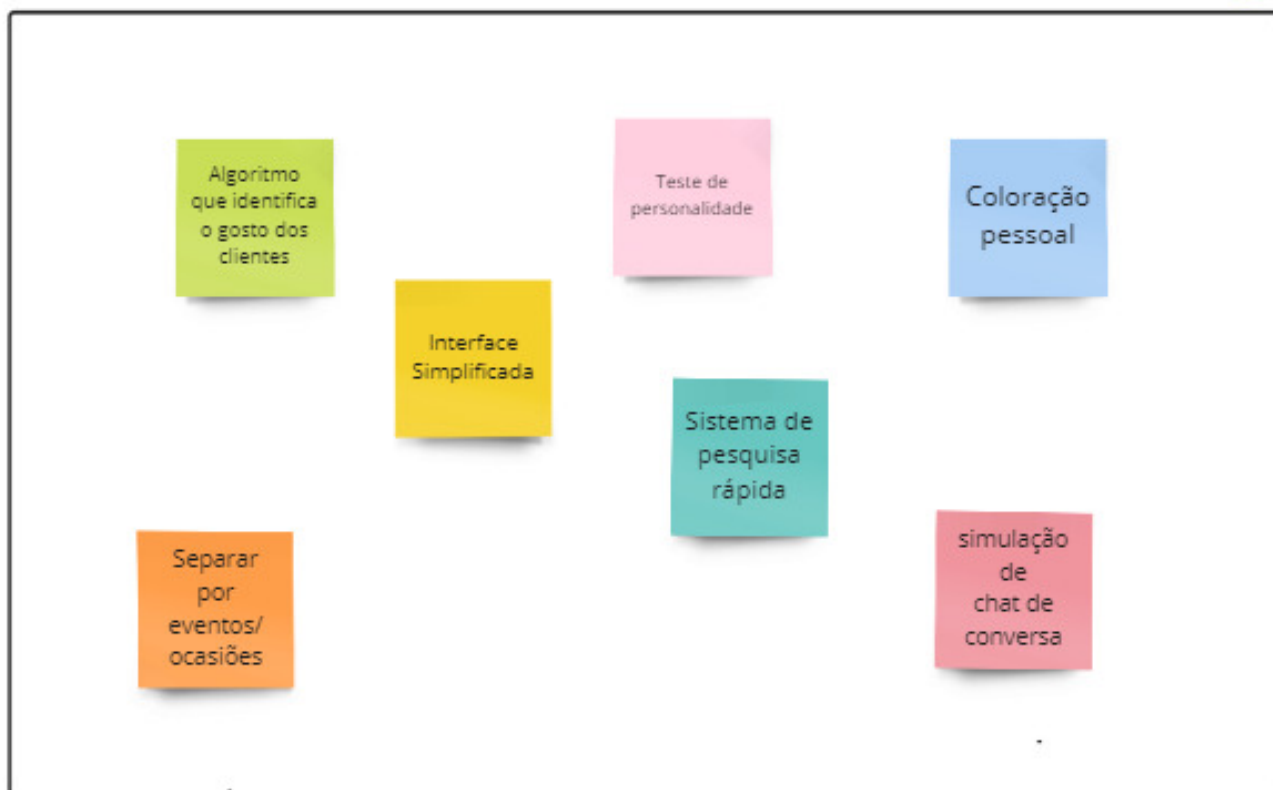 Algoritmo
que identifica
o gosto dos
clientes
Teste de
personalidade
Coloração
pessoal
Interface
Simplificada
Sistema de
pesquisa
rápida
Separar
por
eventos/
ocasiões
simulação
de
chat de
conversa